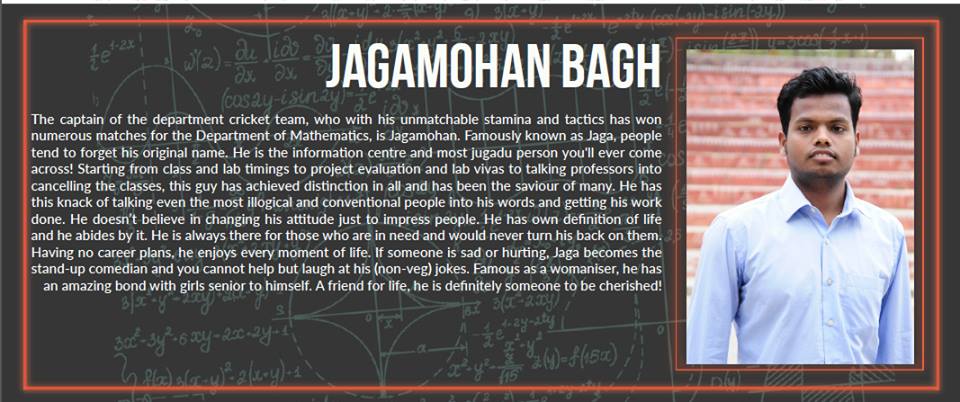 JAGAMOHAN BAGH
The captain of the department cricket team, who with his unmatchable stamina and tactics has won
numerous matches for the Department of Mathematics, is Jagamohan. Famously known as Jaga, people
tend to forget his original name. He is the information centre and most jugadu person you'll ever come
across! Starting from class and lab timings to project evaluation and lab vivas to talking professors into
cancelling the classes, this guy has achieved distinction in all and has been the saviour of many. He has
this knack of talking even the most illogical and conventional people into his words and getting his work
done. He doesn't believe in changing his attitude just to impress people. He has own definition of life
and he abides by it. He is always there for those who are in need and would never turn his back on them.
Having no career plans, he enjoys every moment of life. If someone is sad or hurting, Jaga becomes the
stand-up comedian and you cannot help but laugh at his (non-veg) jokes. Famous as a womaniser, he has
an amazing bond with girls senior to himself. A friend for life, he is definitely someone to be cherished!